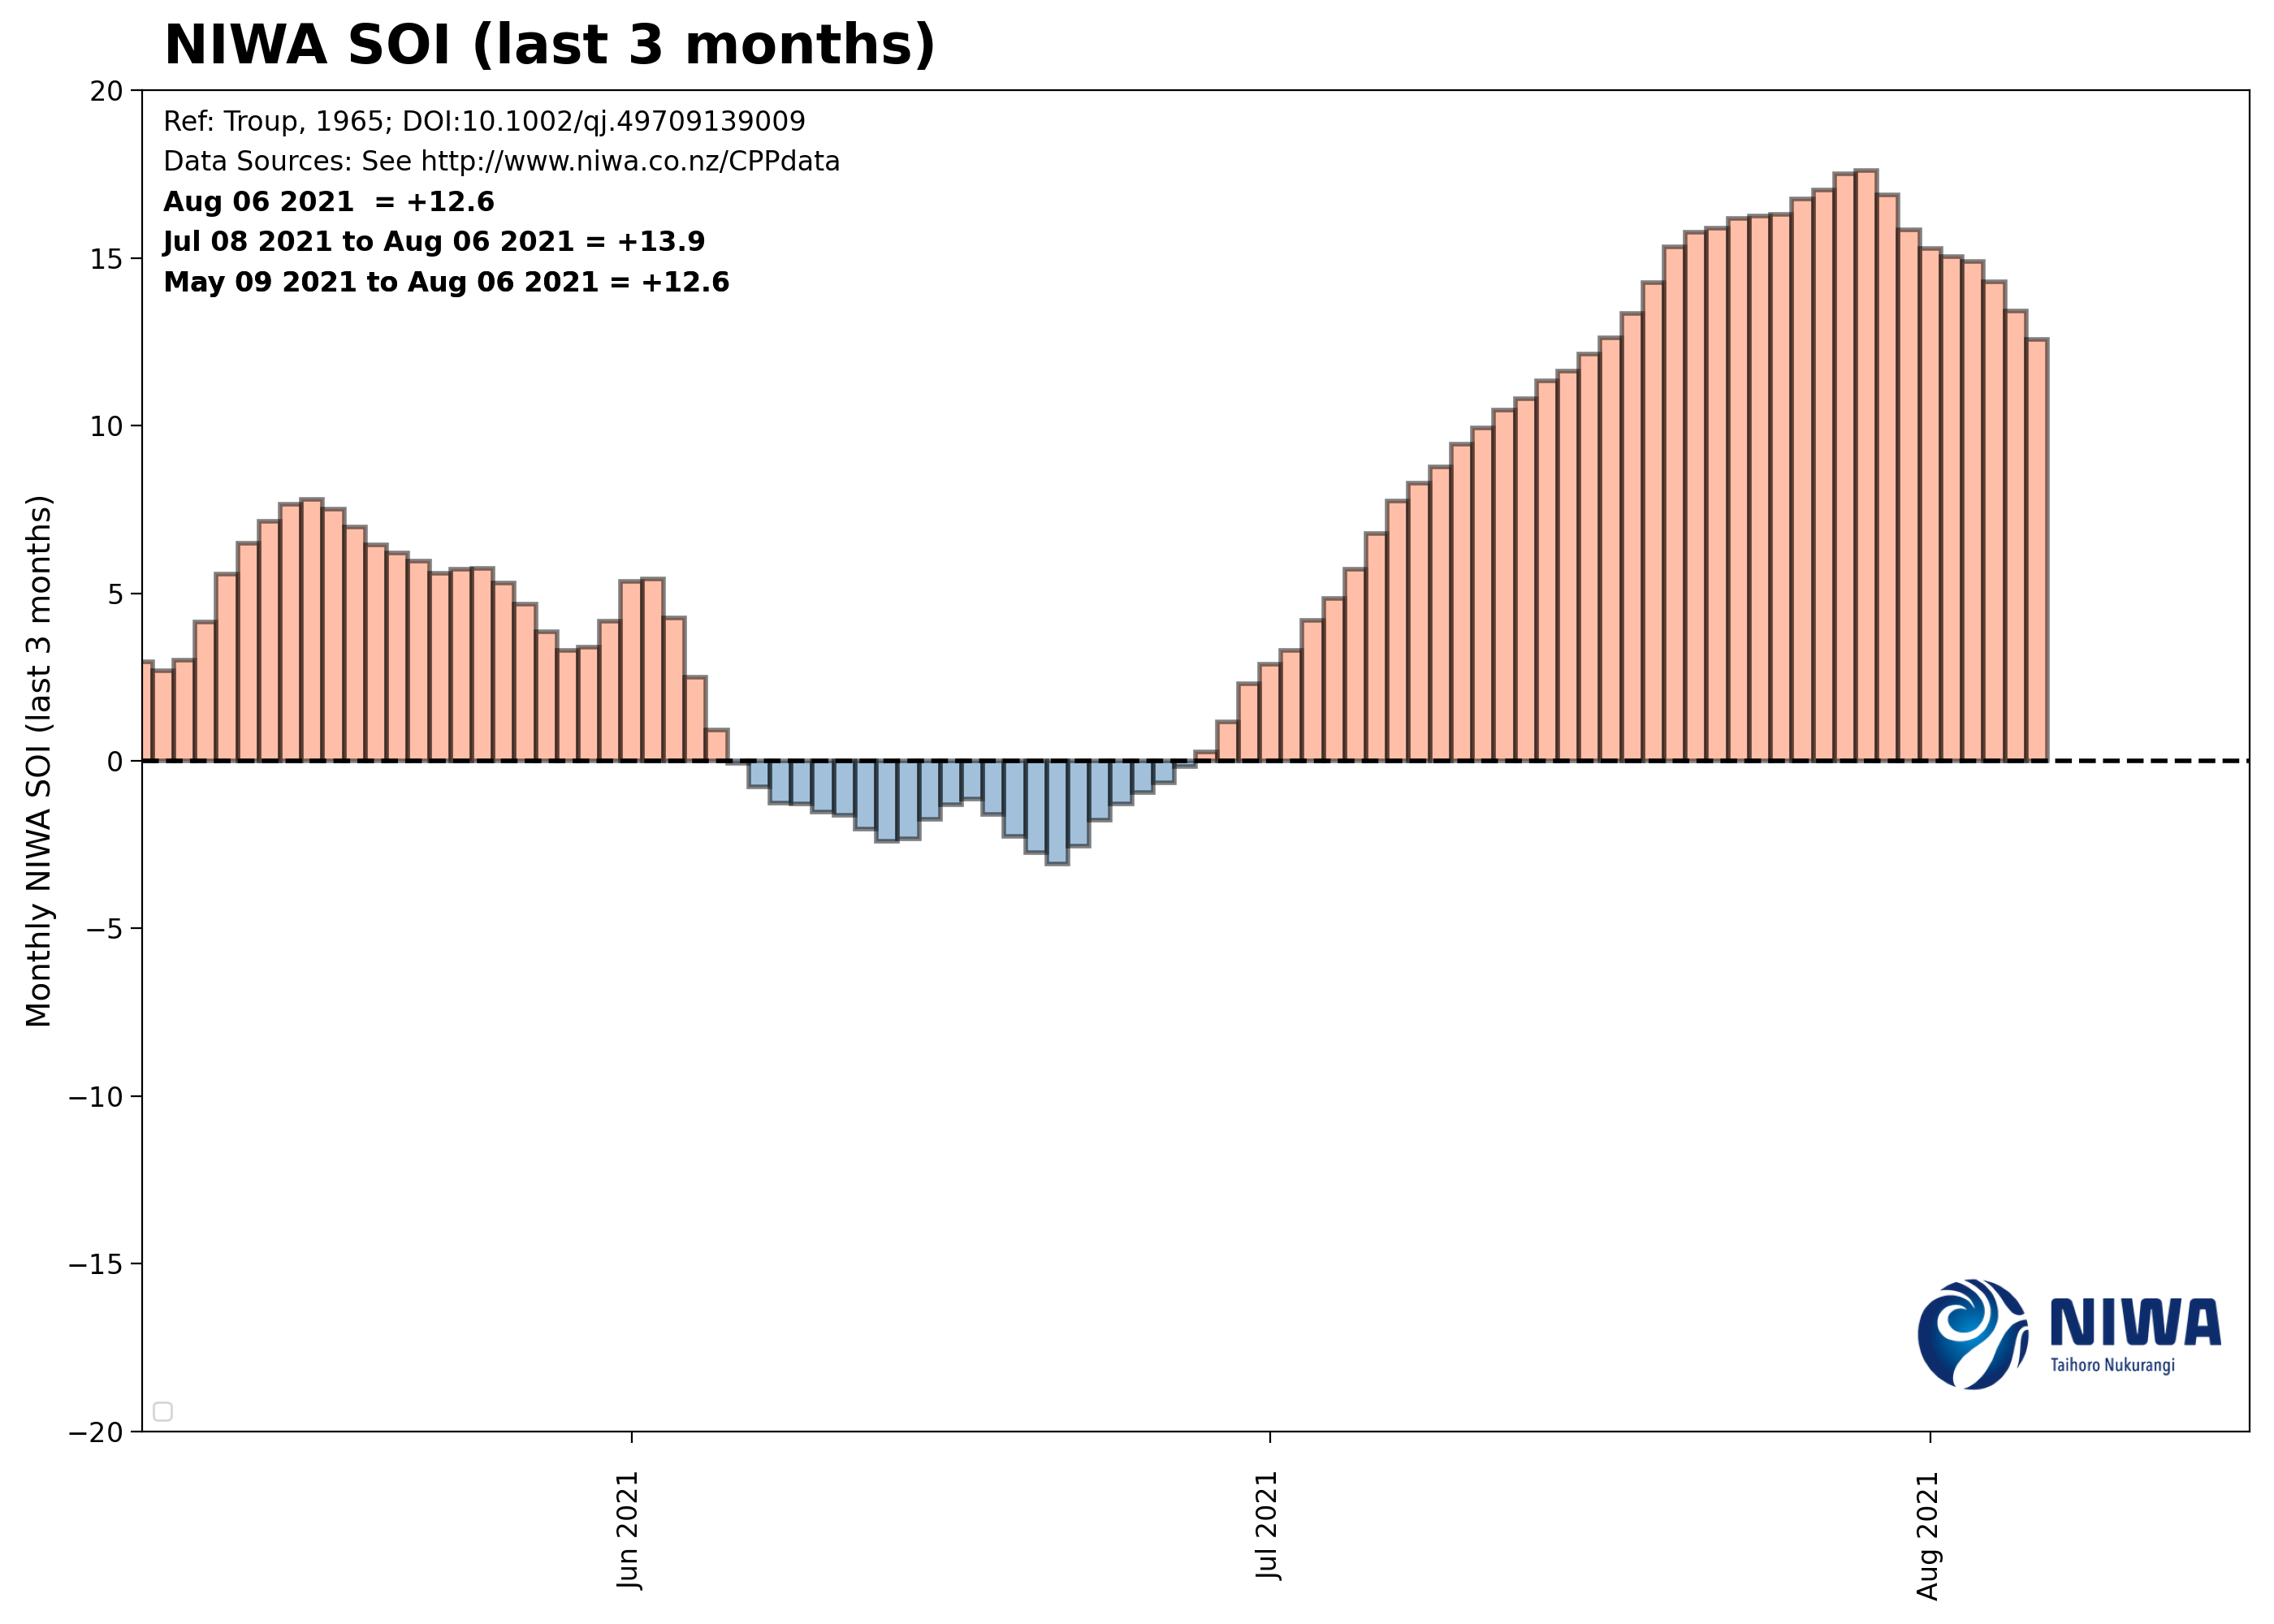 NIWA SOI (last 3 months)
Ref: Troup, 1965; DOI:10.1002/qj.49709139009
Data Sources: See http://www.niwa.co.nz/CPPdata
Aug 06 2021  = +12.6
Jul 08 2021 to Aug 06 2021 = +13.9
May 09 2021 to Aug 06 2021 = +12.6
Monthly NIWA SOI (last 3 months)
20
15
10
5
0
−5
−10
−15
−20
NIWA
Taihoro Nukurangi
Jun 2021
Jul 2021
Aug 2021